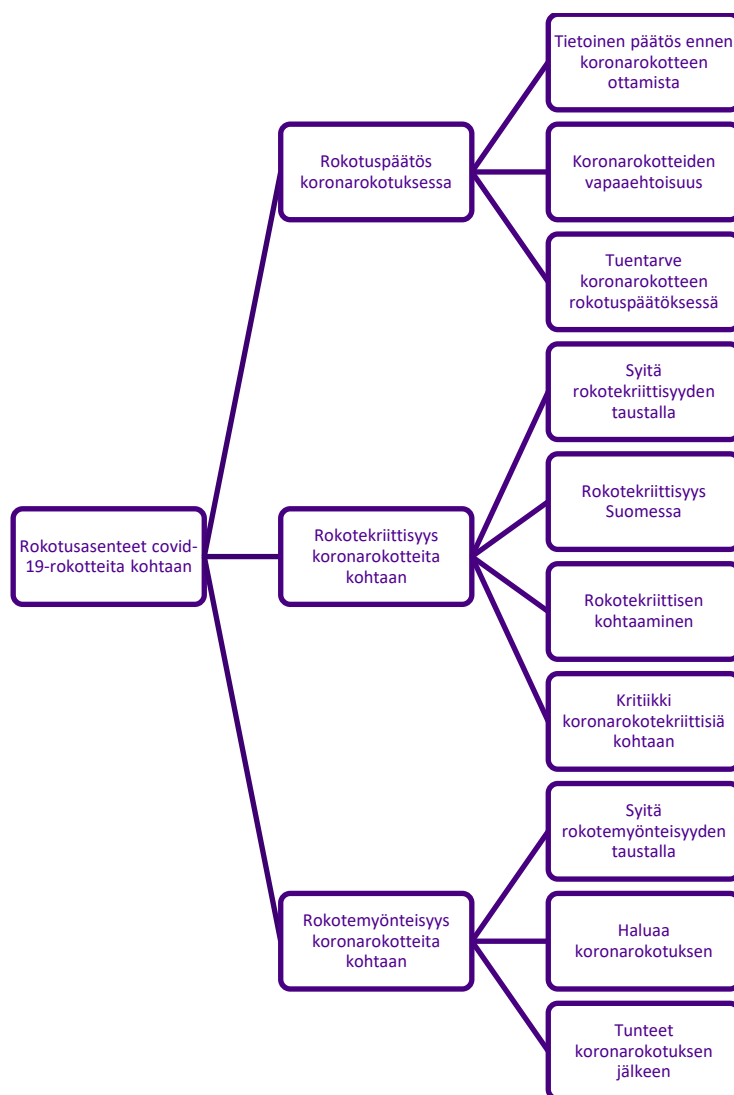 Tietoinen päätös ennen
koronarokotteen
ottamista
Rokotuspäätös
koronarokotuksessa
Koronarokotteiden
vapaaehtoisuus
Tuentarve
koronarokotteen
rokotuspäätöksessä
Syitä
rokotekriittisyyden
taustalla
Rokotusasenteet covid-
19-rokotteita kohtaan
Rokotekriittisyys
koronarokotteita
kohtaan
Rokotekriittisyys
Suomessa
Rokotekriittisen
kohtaaminen
Kritiikki
koronarokotekriittisiä
kohtaan
Syitä
rokotemyönteisyyden
taustalla
Rokotemyönteisyys
koronarokotteita
kohtaan
Haluaa
koronarokotuksen
Tunteet
koronarokotuksen
jälkeen